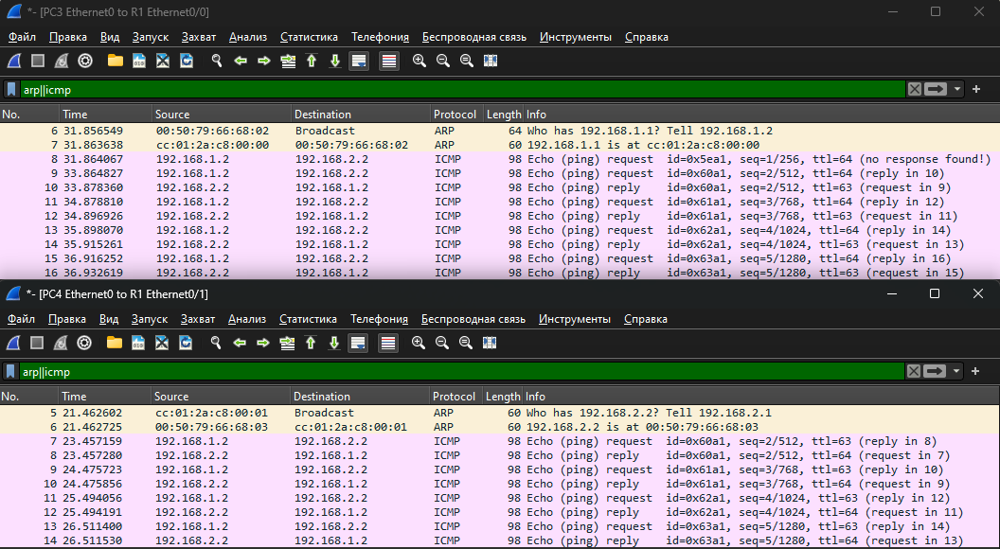 *- [PC3 Ethernet0 to R1 Ethernet0/0]
Файл Правка Вид Запуск Захват Анализ Статистика Телефония Беспроводная связь Инструменты Справка
arp||icmp
No. Time Source Destination Protocol Length Info
6 31.856549 00:50:79:66:68:02 Broadcast ARP 64 Who has 192.168.1.1? Tell 192.168.1.2
7 31.863638 cc:01:2a:c8:00:00 00:50:79:66:68:02 ARP 60 192.168.1.1 is at cc:01:2a:c8:00:00
8 31.864067 192.168.1.2 192.168.2.2 ICMP 98 Echo (ping) request id=0x5ea1, seq=1/256, ttl=64 (no response found!)
9 33.864827 192.168.1.2 192.168.2.2 ICMP 98 Echo (ping) request id=0x60a1, seq=2/512, ttl=64 (reply in 10)
10 33.878360 192.168.2.2 192.168.1.2 ICMP 98 Echo (ping) reply id=0x60a1, seq=2/512, ttl=63 (request in 9)
11 34.878810 192.168.1.2 192.168.2.2 ICMP 98 Echo (ping) request id=0x61a1, seq=3/768, ttl=64 (reply in 12)
12 34.896926 192.168.2.2 192.168.1.2 ICMP 98 Echo (ping) reply id=0x61a1, seq=3/768, ttl=63 (request in 11)
13 35.898070 192.168.1.2 192.168.2.2 ICMP 98 Echo (ping) request id=0x62a1, seq=4/1024, ttl=64 (reply in 14)
14 35.915261 192.168.2.2 192.168.1.2 ICMP 98 Echo (ping) reply id=0x62a1, seq=4/1024, ttl=63 (request in 13)
15 36.916252 192.168.1.2 192.168.2.2 ICMP 98 Echo (ping) request id=0x63a1, seq=5/1280, ttl=64 (reply in 16)
16 36.932619 192.168.2.2 192.168.1.2 ICMP 98 Echo (ping) reply id=0x63a1, seq=5/1280, ttl=63 (request in 15)
*- [PC4 Ethernet0 to R1 Ethernet0/1]
Файл Правка Вид Запуск Захват Анализ Статистика Телефония Беспроводная связь Инструменты Справка
arp||icmp
No. Time Source Destination Protocol Length Info
5 21.462602 cc:01:2a:c8:00:01 Broadcast ARP 60 Who has 192.168.2.2? Tell 192.168.2.1
6 21.462725 00:50:79:66:68:03 cc:01:2a:c8:00:01 ARP 60 192.168.2.2 is at 00:50:79:66:68:03
7 23.457159 192.168.1.2 192.168.2.2 ICMP 98 Echo (ping) request id=0x60a1, seq=2/512, ttl=63 (reply in 8)
8 23.457280 192.168.2.2 192.168.1.2 ICMP 98 Echo (ping) reply id=0x60a1, seq=2/512, ttl=64 (request in 7)
9 24.475723 192.168.1.2 192.168.2.2 ICMP 98 Echo (ping) request id=0x61a1, seq=3/768, ttl=63 (reply in 10)
10 24.475856 192.168.2.2 192.168.1.2 ICMP 98 Echo (ping) reply id=0x61a1, seq=3/768, ttl=64 (request in 9)
11 25.494056 192.168.1.2 192.168.2.2 ICMP 98 Echo (ping) request id=0x62a1, seq=4/1024, ttl=63 (reply in 12)
12 25.494191 192.168.2.2 192.168.1.2 ICMP 98 Echo (ping) reply id=0x62a1, seq=4/1024, ttl=64 (request in 11)
13 26.511400 192.168.1.2 192.168.2.2 ICMP 98 Echo (ping) request id=0x63a1, seq=5/1280, ttl=63 (reply in 14)
14 26.511530 192.168.2.2 192.168.1.2 ICMP 98 Echo (ping) reply id=0x63a1, seq=5/1280, ttl=64 (request in 13)